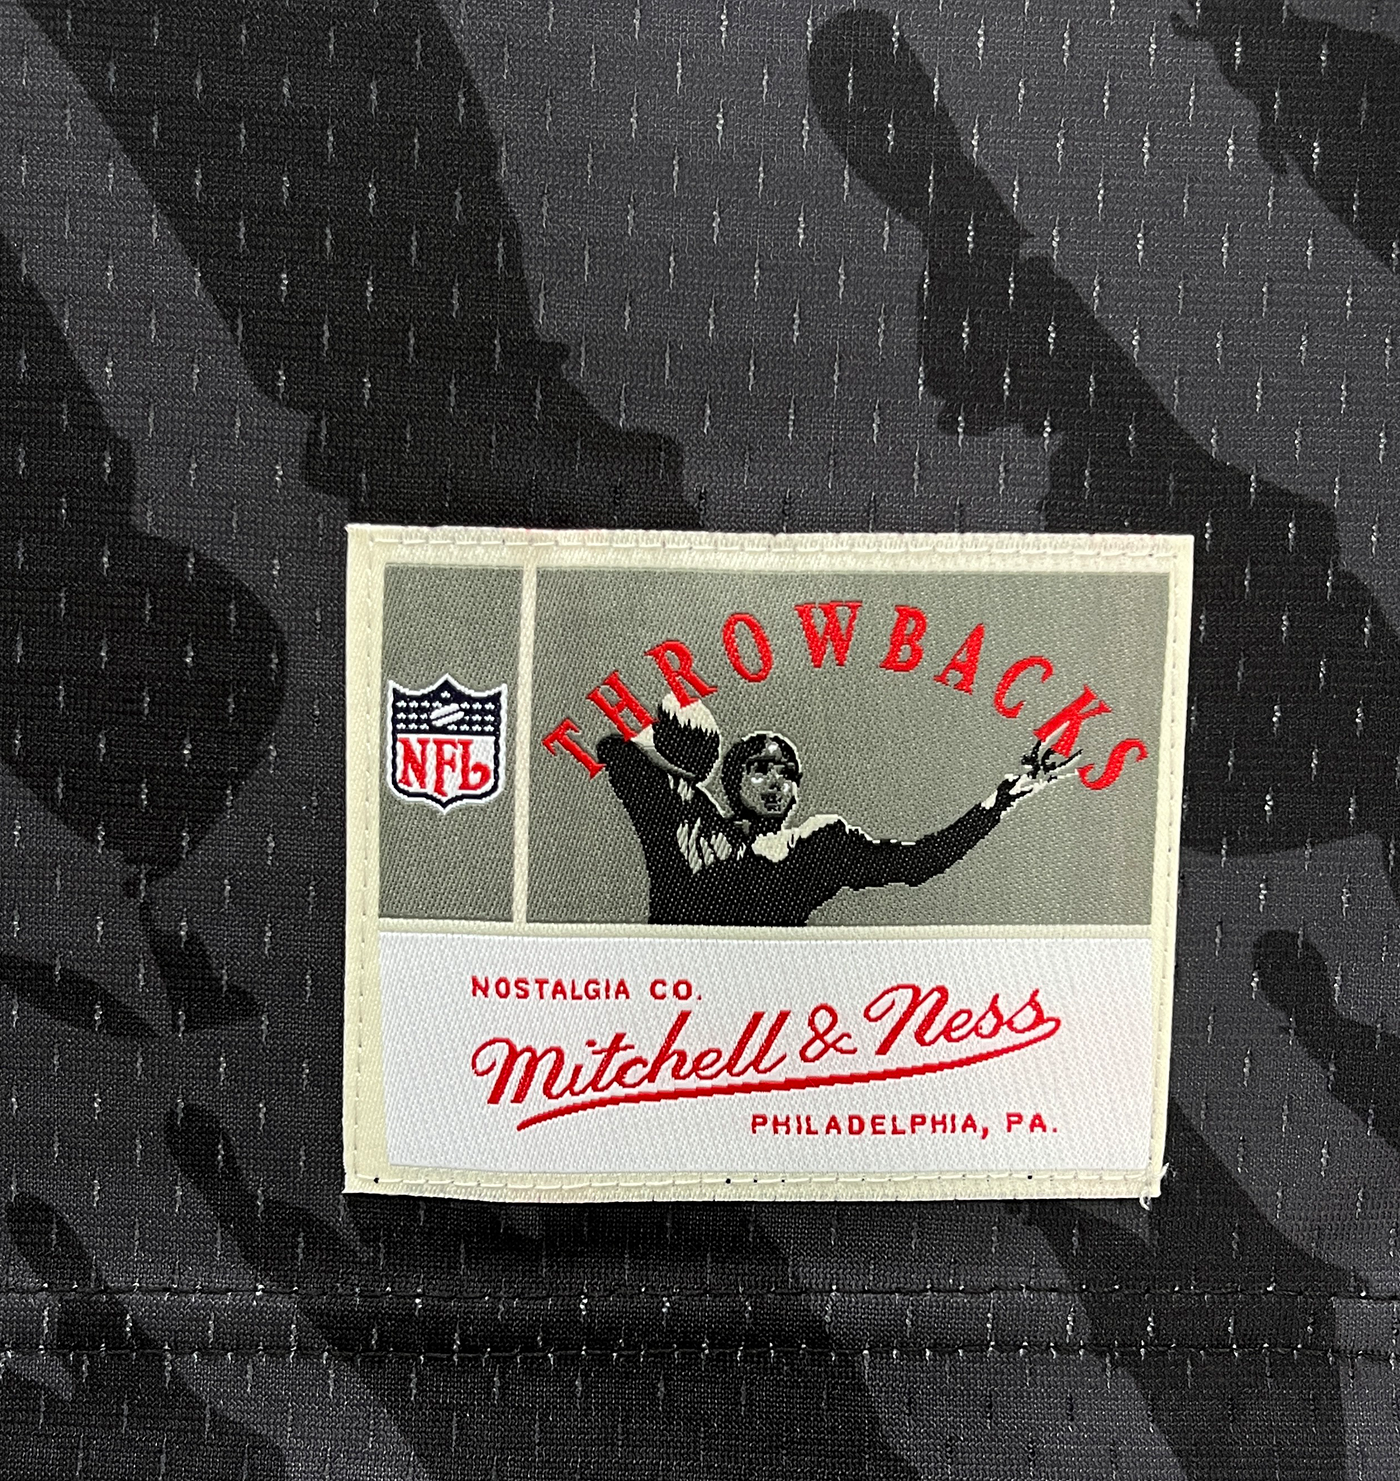 THROWBACKS
NFL
NOSTALGIA CO.
Mitchell & Ness
PHILADELPHIA, PA.